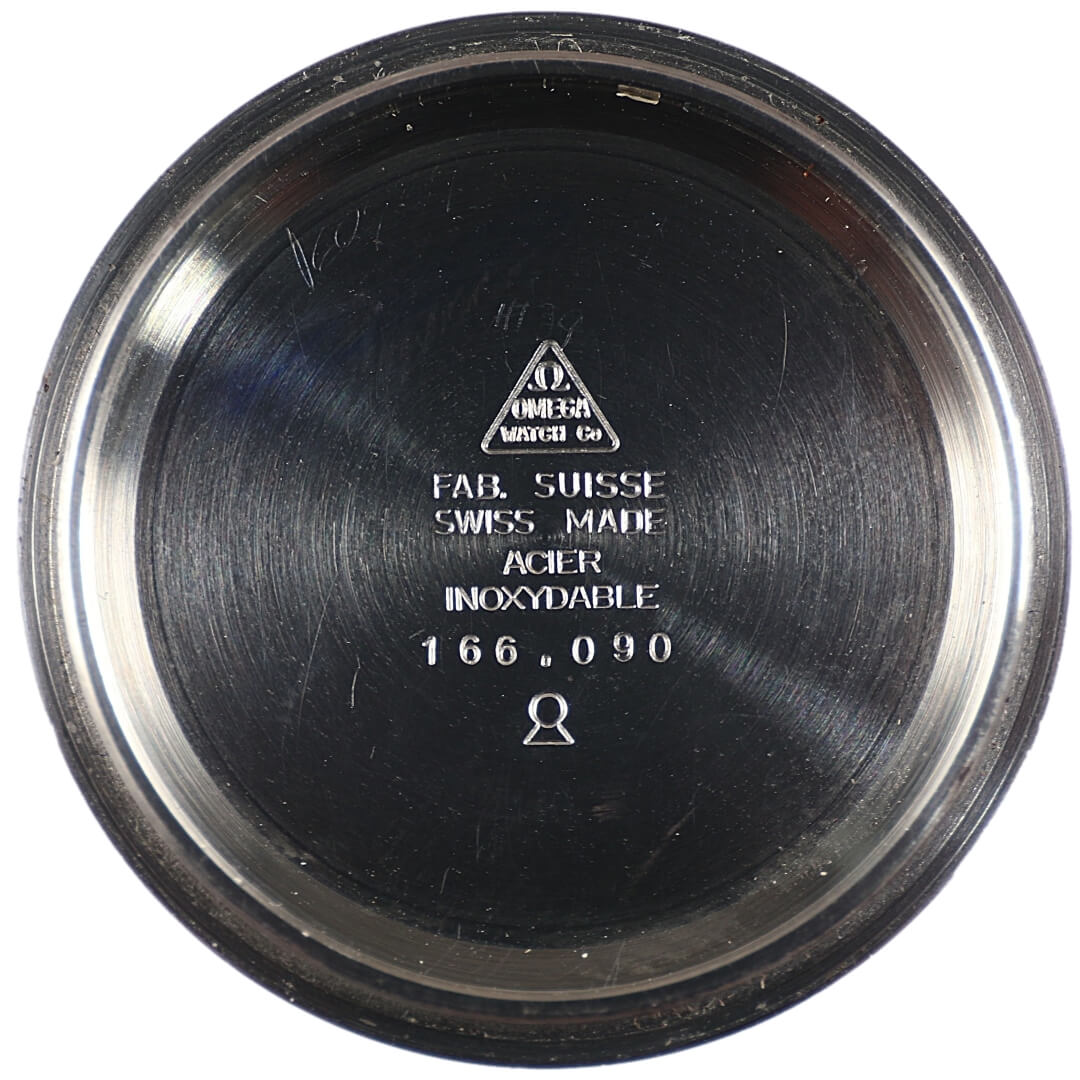 Ω
OMEGA
WATCH Co
FAB. SUISSE
SWISS MADE
ACIER
INOXYDABLE
166.090